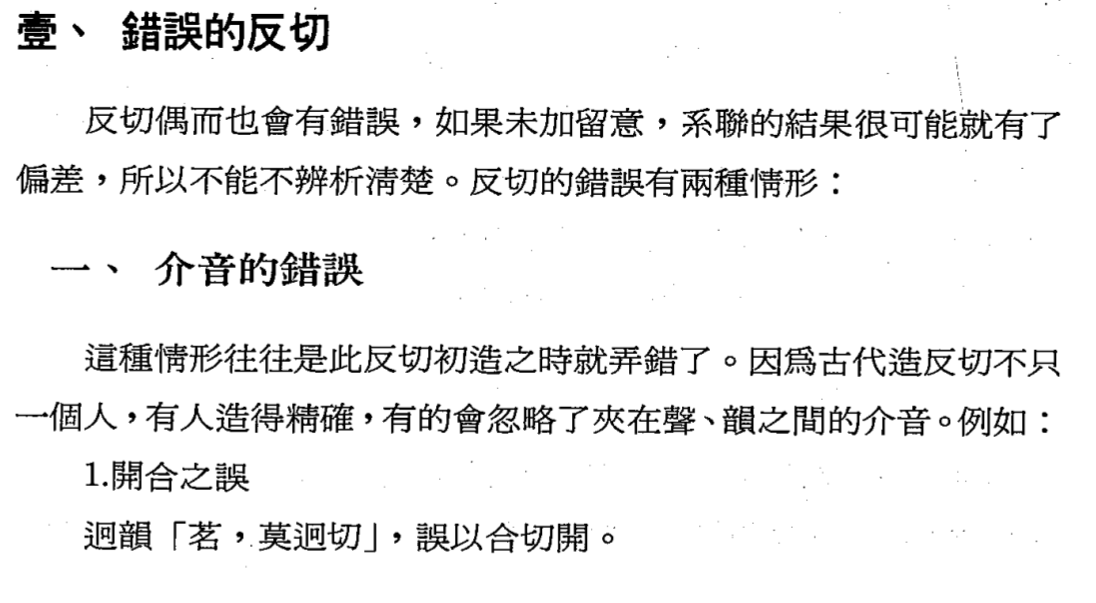 壹、 錯誤的反切
反切偶而也會有錯誤，如果未加留意，系聯的結果很可能就有了
偏差，所以不能不辨析清楚。反切的錯誤有兩種情形：
一、 介音的錯誤
這種情形往往是此反切初造之時就弄錯了。因爲古代造反切不只
一個人，有人造得精確，有的會忽略了夾在聲、韻之間的介音。例如：
1.開合之誤
迥韻「茗，莫迥切」，誤以合切開。